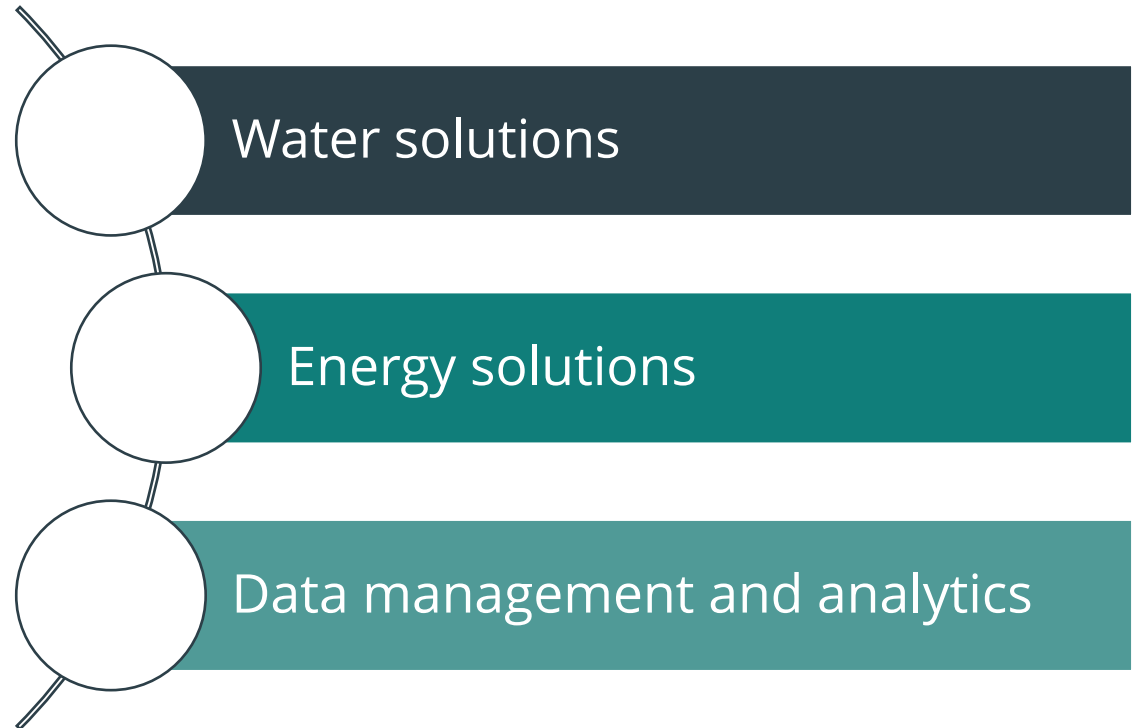 Water solutions
Energy solutions
Data management and analytics